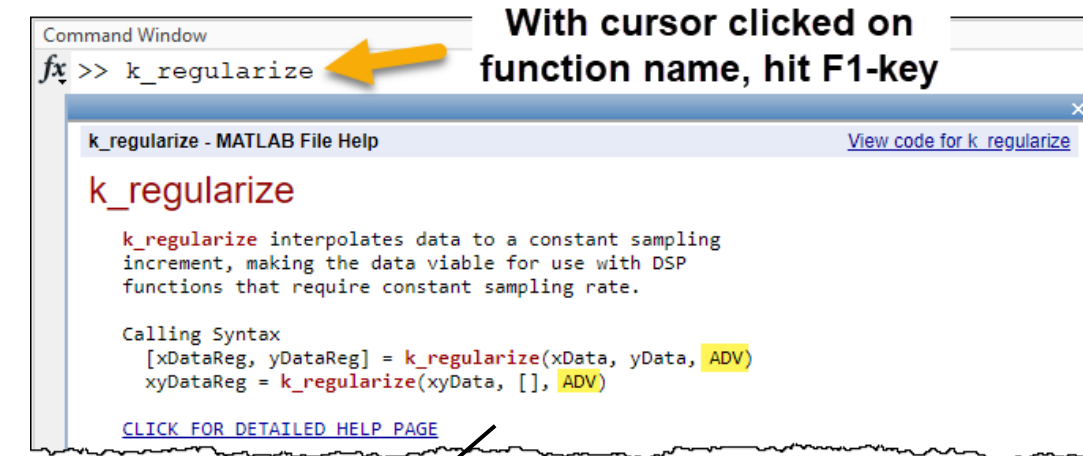 With cursor clicked on
function name, hit F1-key
Command Window
fx >> k_regularize
k_regularize - MATLAB File Help
View code for k_regularize
k_regularize
k_regularize interpolates data to a constant sampling
increment, making the data viable for use with DSP
functions that require constant sampling rate.
Calling Syntax
[xDataReg, yDataReg] = k_regularize(xData, yData, ADV)
xyDataReg = k_regularize(xyData, [], ADV)
CLICK FOR DETAILED HELP PAGE